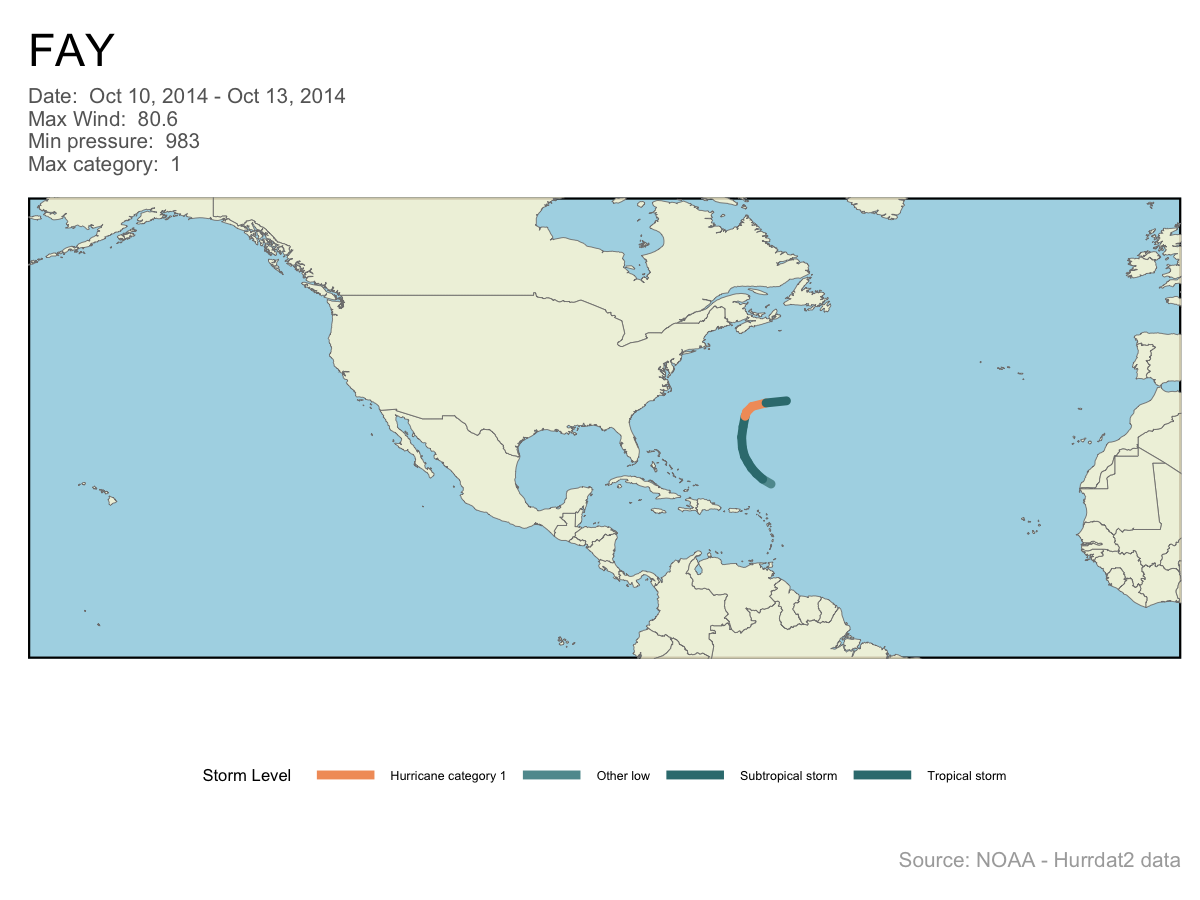 FAY
Date:  Oct 10, 2014 - Oct 13, 2014
Max Wind:  80.6
Min pressure:  983
Max category:  1
Storm Level Hurricane category 1 Other low Subtropical storm Tropical storm
Source: NOAA - Hurrdat2 data